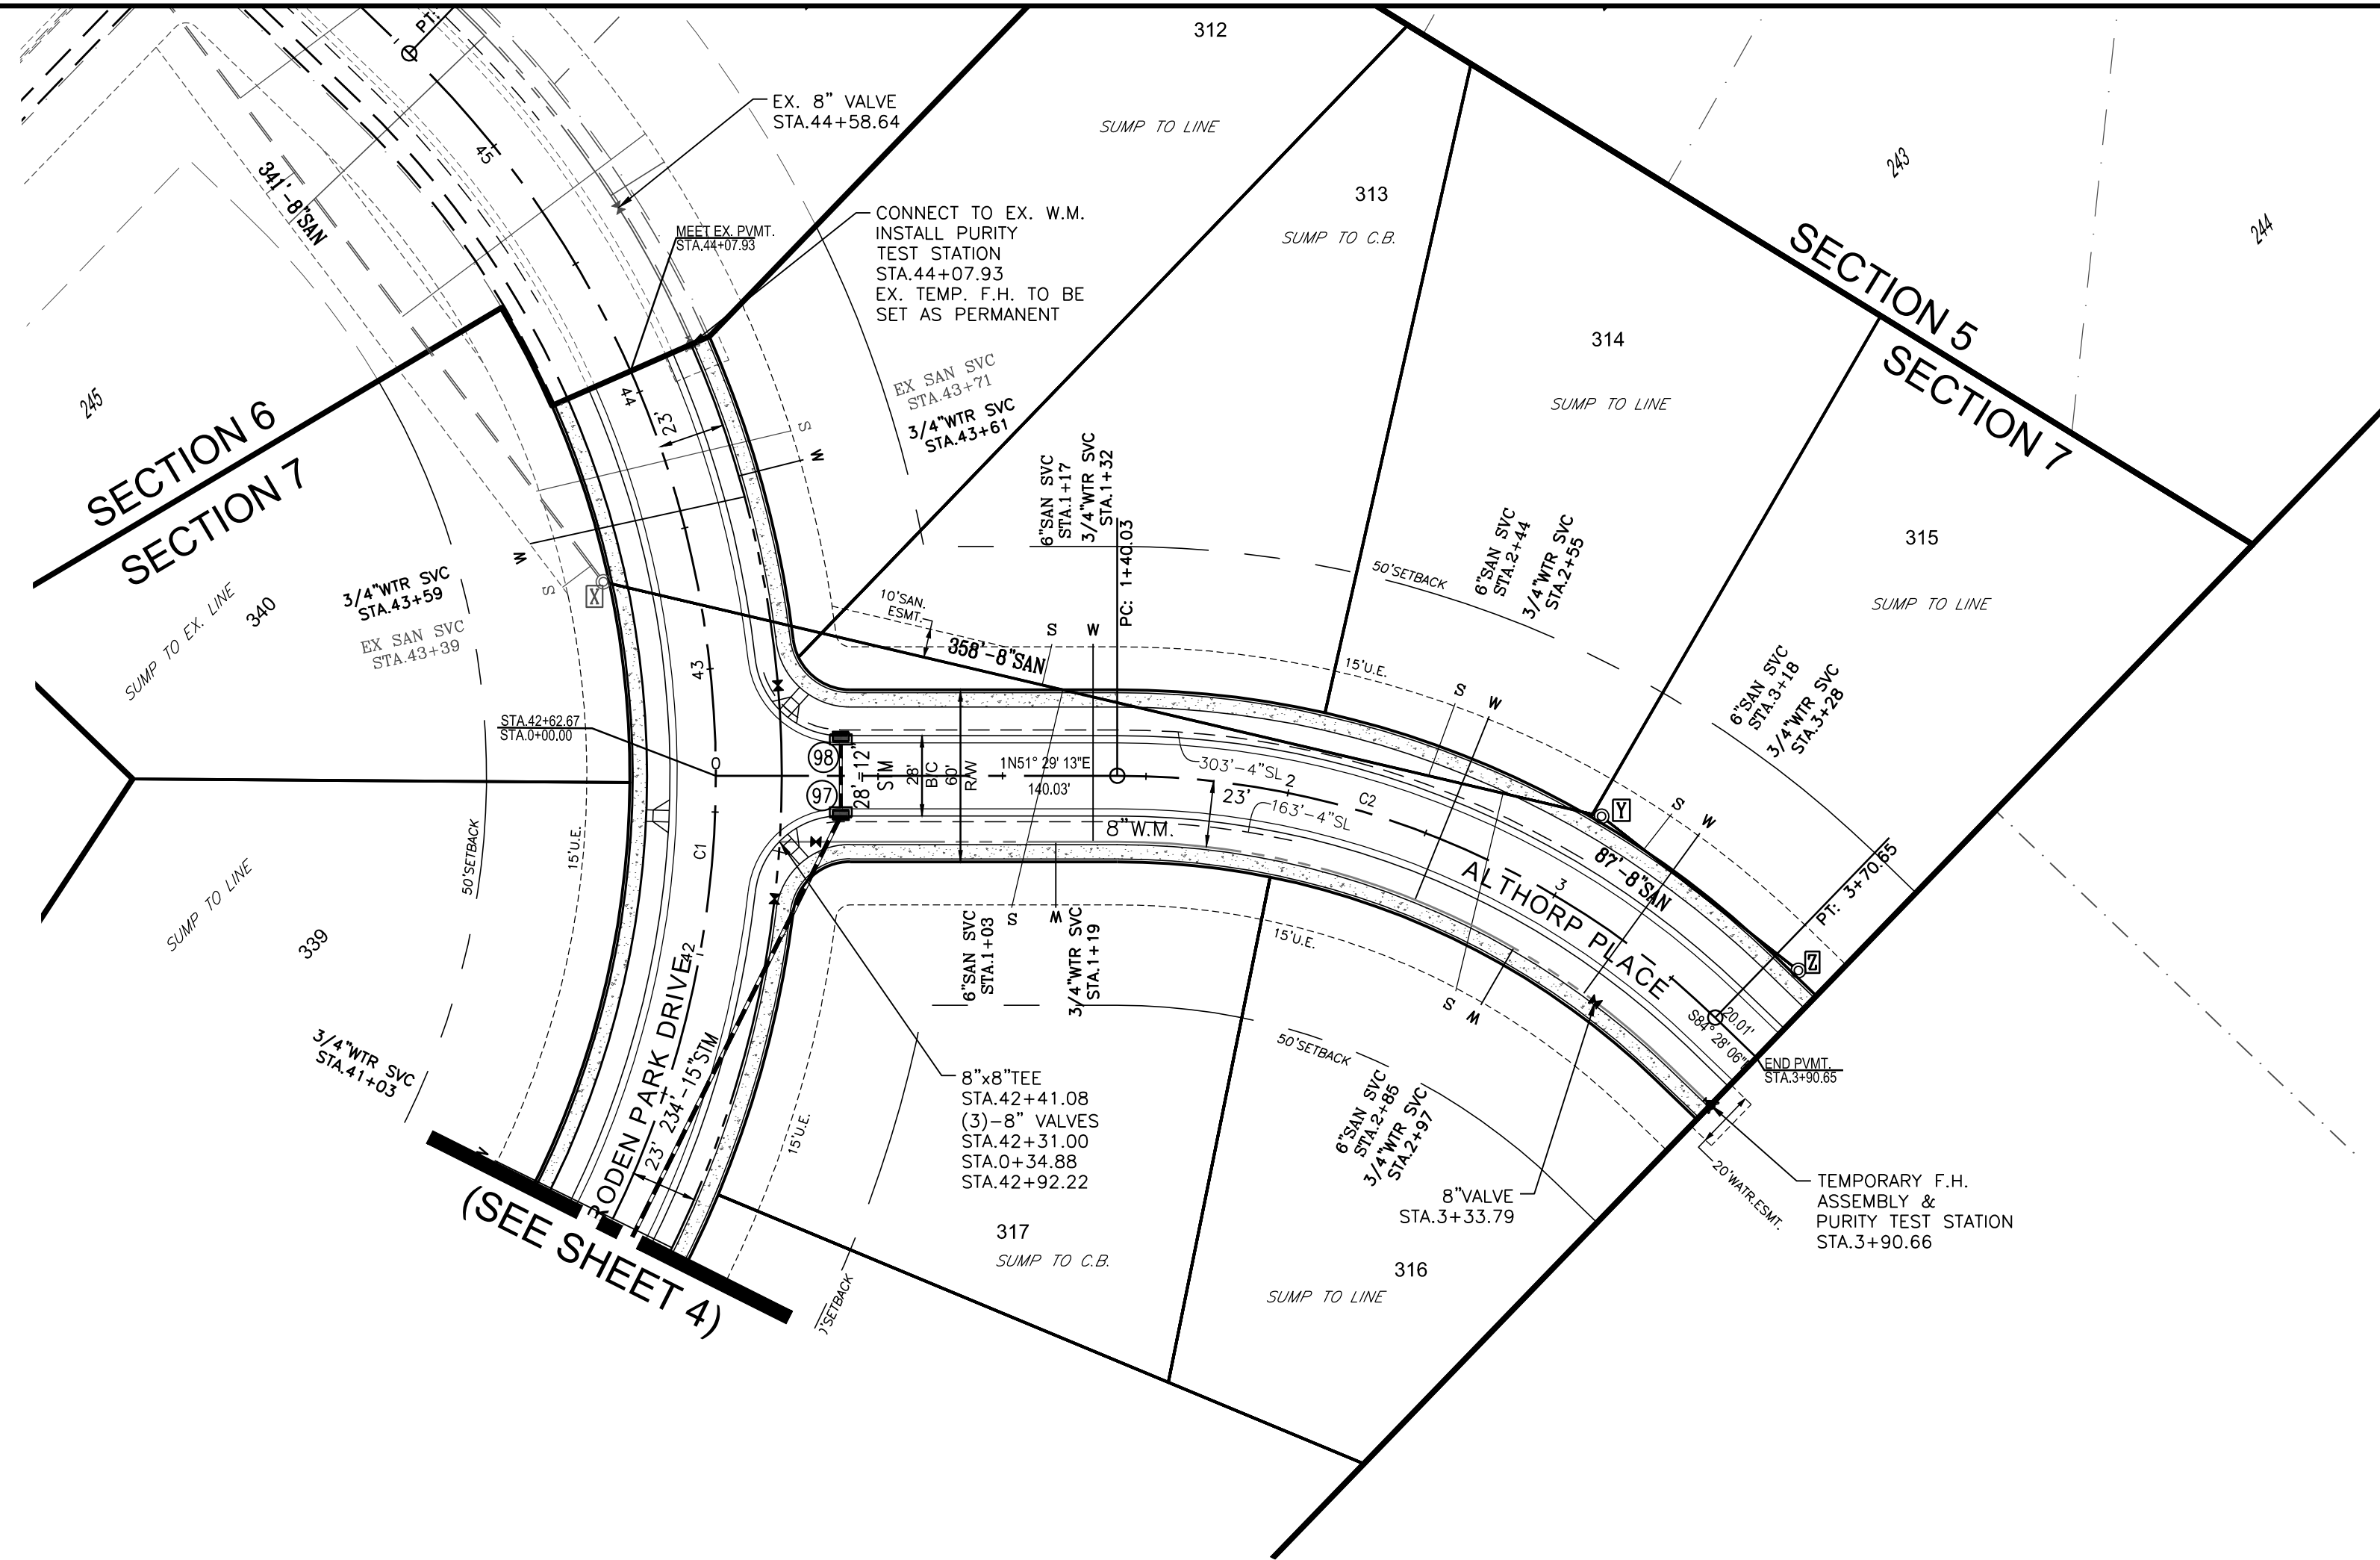 312
PT:
EX. 8" VALVE
STA.44+58.64
SUMP TO LINE
45
341'-8"SAN
243
313
244
SUMP TO C.B.
CONNECT TO EX. W.M.
INSTALL PURITY
TEST STATION
STA.44+07.93
EX. TEMP. F.H. TO BE
SET AS PERMANENT
MEET EX. PVMT.
STA.44+07.93
SECTION 5
SECTION 7
314
SUMP TO LINE
245
SECTION 6
SECTION 7
44
23'
EX SAN SVC
STA.43+71
3/4"WTR SVC
STA.43+61
S
W
6"SAN SVC
STA.1+17
3/4"WTR SVC
STA.1+32
PC: 1+40.03
6"SAN SVC
STA.2+44
3/4"WTR SVC
STA.2+55
315
SUMP TO LINE
50'SETBACK
W
S
X
3/4"WTR SVC
STA.43+59
EX SAN SVC
STA.43+39
340
SUMP TO EX. LINE
10'SAN.
ESMT.
358'-8"SAN
S
W
15'U.E.
6"SAN SVC
STA.3+18
3/4"WTR SVC
STA.3+28
S
W
43
STA.42+62.67
STA.0+00.00
0
98
97
28'-12"
STM
28'
B/C
60'
R/W
1
N51° 29' 13"E
140.03'
303'-4"SL
2
C2
23'
163'-4"SL
8"W.M.
Y
S
W
87'-8"SAN
PT: 3+70.65
Z
3
ALTHORP PLACE
20.01'
S84° 28' 06"
END PVMT.
STA.3+90.65
C1
50'SETBACK
15'U.E.
SUMP TO LINE
339
42
RODEN PARK DRIVE
234'-15"STM
23'
6"SAN SVC
STA.1+03
S
W
3/4"WTR SVC
STA.1+19
15'U.E.
S
W
50'SETBACK
3/4"WTR SVC
STA.41+03
8"x8"TEE
STA.42+41.08
(3)-8" VALVES
STA.42+31.00
STA.0+34.88
STA.42+92.22
15'U.E.
6"SAN SVC
STA.2+85
3/4"WTR SVC
STA.2+97
8"VALVE
STA.3+33.79
20'WATR.ESMT.
TEMPORARY F.H.
ASSEMBLY &
PURITY TEST STATION
STA.3+90.66
(SEE SHEET 4)
317
SUMP TO C.B.
316
SUMP TO LINE
)'SETBACK